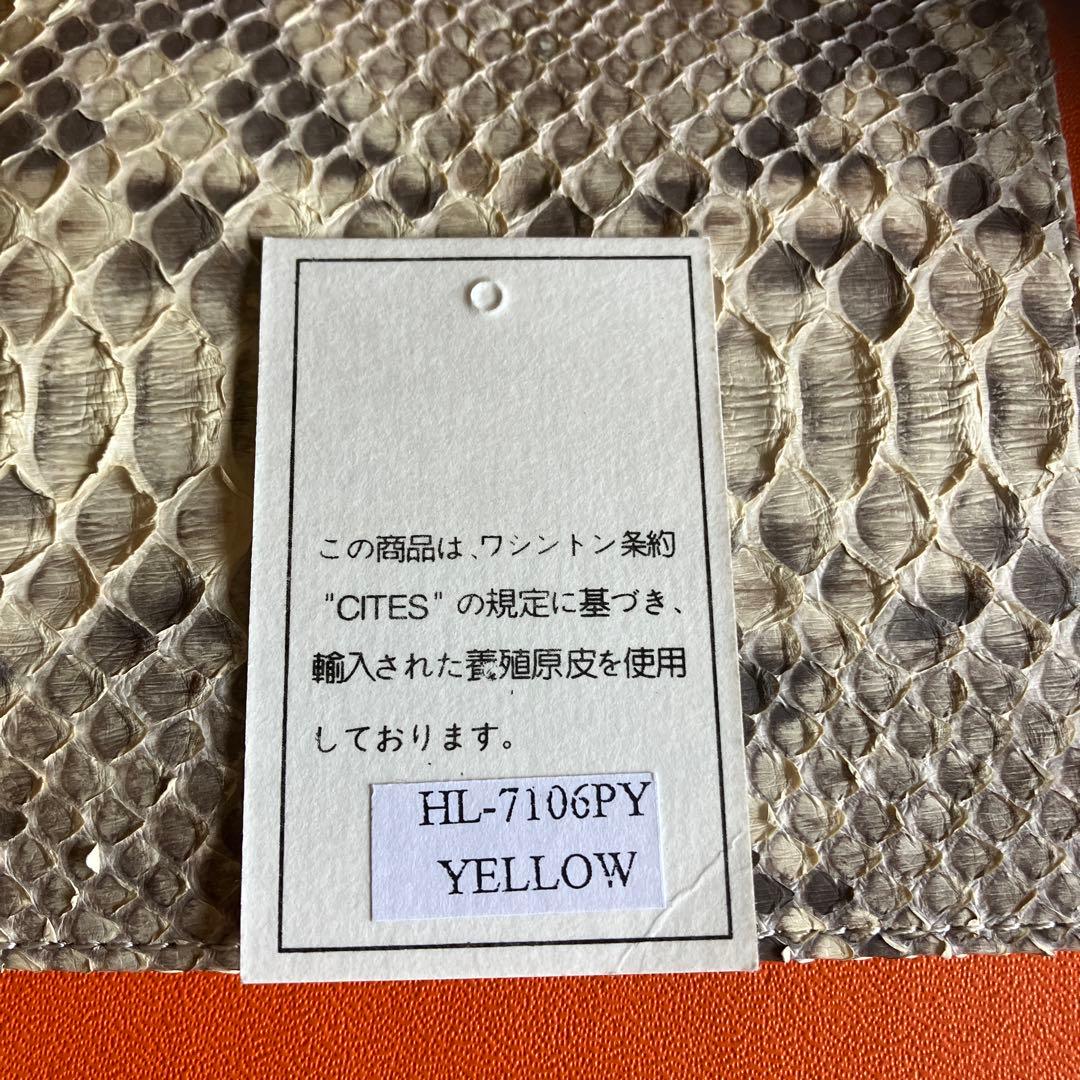 この商品は、ワシントン条約
"CITES"の規定に基づき、
輸入された養殖原皮を使用
しております。
HL-7106PY
YELLOW